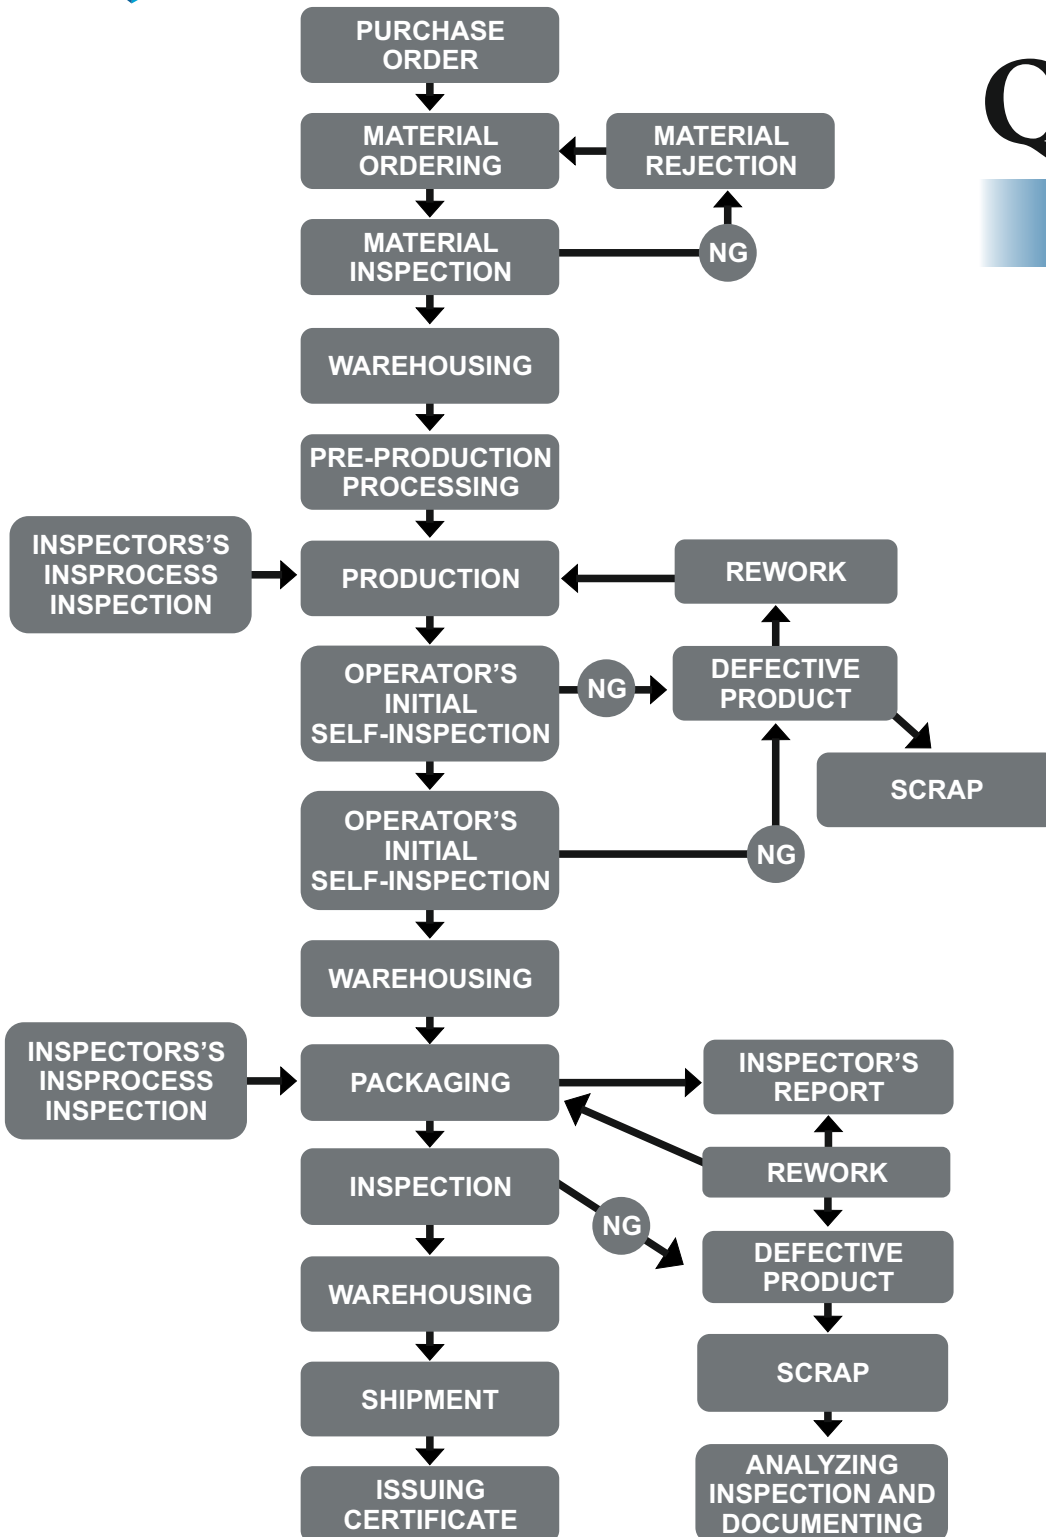 PURCHASE
ORDER
Q
MATERIAL
ORDERING
MATERIAL
REJECTION
MATERIAL
INSPECTION
NG
WAREHOUSING
PRE-PRODUCTION
PROCESSING
INSPECTORS'S
INSPROCESS
INSPECTION
PRODUCTION
REWORK
OPERATOR'S
INITIAL
SELF-INSPECTION
NG
DEFECTIVE
PRODUCT
SCRAP
OPERATOR'S
INITIAL
SELF-INSPECTION
NG
WAREHOUSING
INSPECTORS'S
INSPROCESS
INSPECTION
PACKAGING
INSPECTOR'S
REPORT
INSPECTION
REWORK
NG
DEFECTIVE
PRODUCT
WAREHOUSING
SCRAP
SHIPMENT
ISSUING
CERTIFICATE
ANALYZING
INSPECTION AND
DOCUMENTING